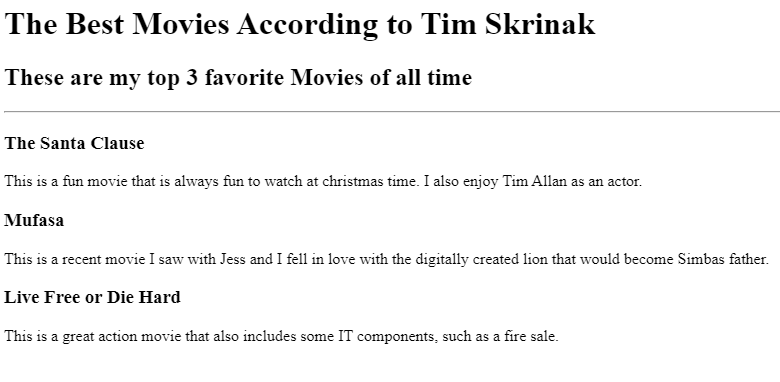 The Best Movies According to Tim Skrinak
These are my top 3 favorite Movies of all time
The Santa Clause
This is a fun movie that is always fun to watch at christmas time. I also enjoy Tim Allan as an actor.
Mufasa
This is a recent movie I saw with Jess and I fell in love with the digitally created lion that would become Simbas father.
Live Free or Die Hard
This is a great action movie that also includes some IT components, such as a fire sale.